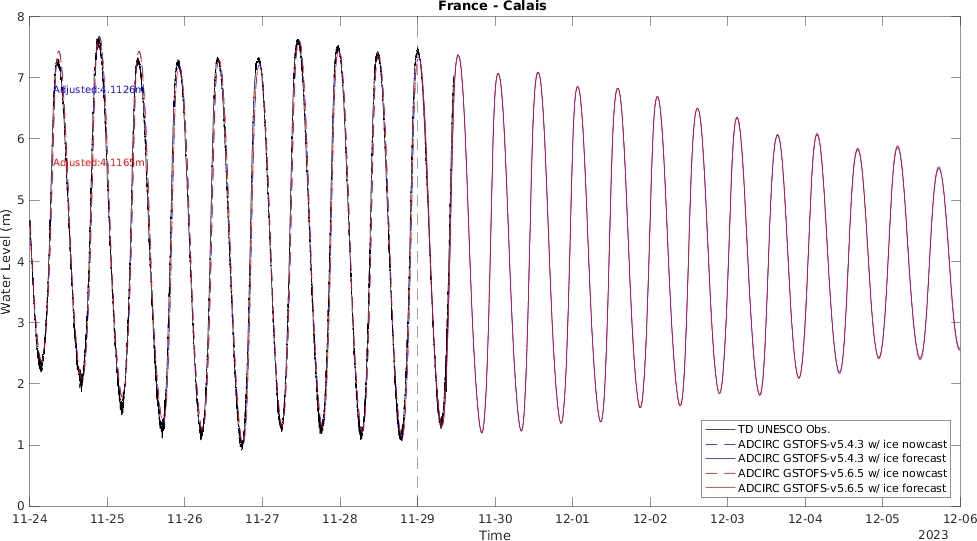 France - Calais
8
7
6
5
4
3
2
1
0
Water Level (m)
Adjusted:4.1126m
Adjusted:4.1165m
TD UNESCO Obs.
ADCIRC GSTOFS-v5.4.3 w/ ice nowcast
ADCIRC GSTOFS-v5.4.3 w/ ice forecast
ADCIRC GSTOFS-v5.6.5 w/ ice nowcast
ADCIRC GSTOFS-v5.6.5 w/ ice forecast
11-24 11-25 11-26 11-27 11-28 11-29 11-30 12-01 12-02 12-03 12-04 12-05 12-06
Time
2023